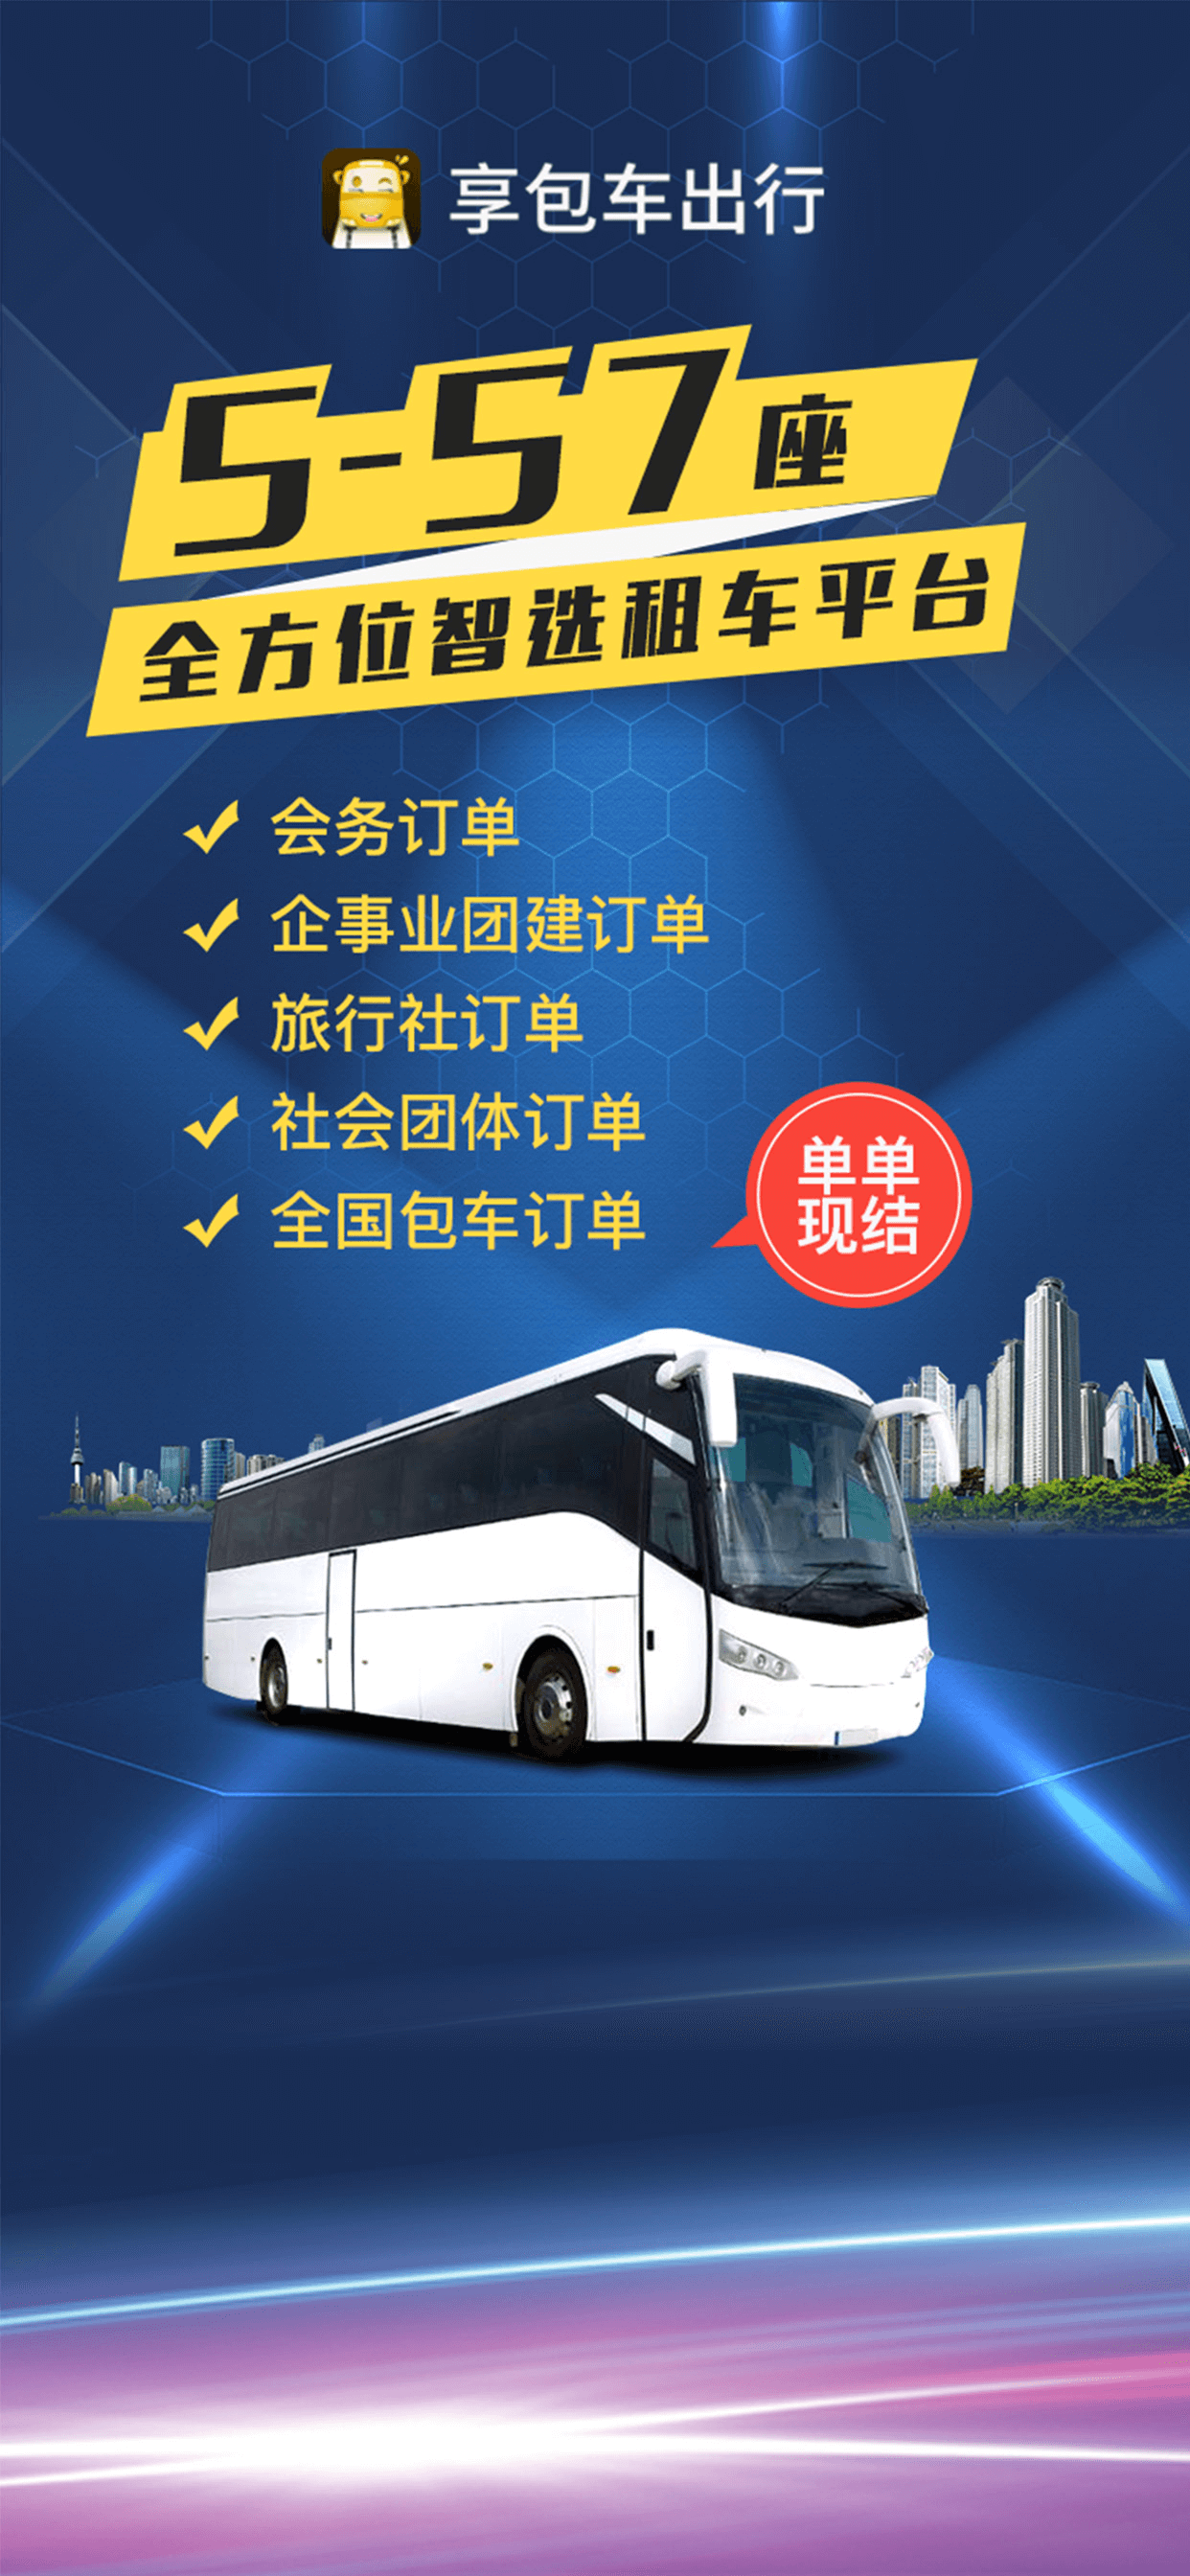 享包车出行
5-57座
全方位智选租车平台
会务订单
企事业团建订单
旅行社订单
社会团体订单
全国包车订单
单单
现结